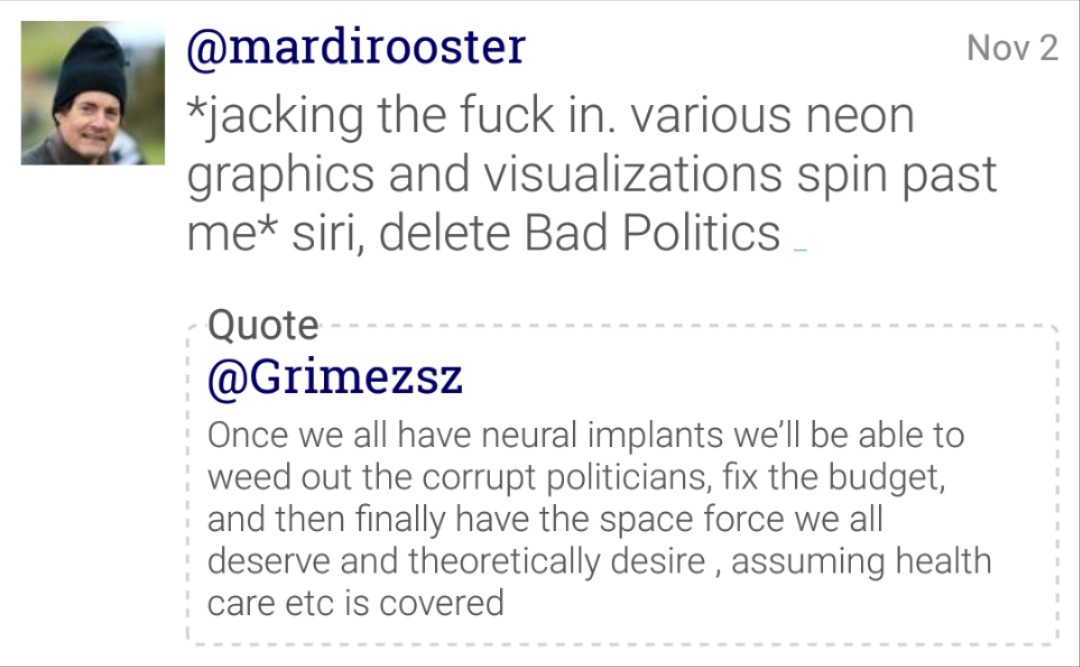 @mardirooster
Nov 2
*jacking the fuck in. various neon
graphics and visualizations spin past
me* siri, delete Bad Politics _
Quote
@Grimezsz
Once we all have neural implants we’ll be able to
weed out the corrupt politicians, fix the budget,
and then finally have the space force we all
deserve and theoretically desire , assuming health
care etc is covered